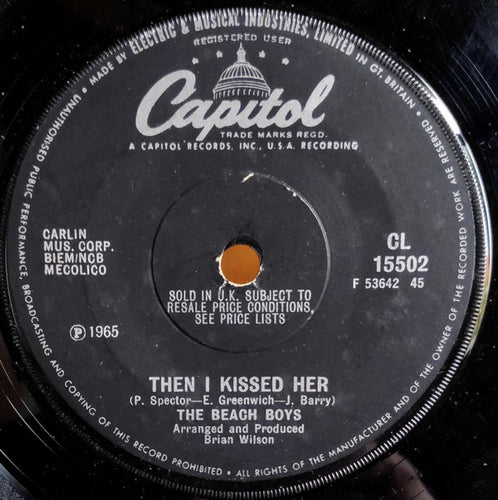 MADE BY ELECTRIC & MUSICAL INDUSTRIES, LIMITED IN GT. BRITAIN • ALL RIGHTS OF THE MANUFACTURER AND OF THE OWNER OF THE RECORDED WORK ARE RESERVED • UNAUTHORISED PUBLIC PERFORMANCE, BROADCASTING AND COPYING OF THIS RECORD PROHIBITED •
REGISTERED USER
Capitol
TRADE MARKS REGD.
A CAPITOL RECORDS, INC., U.S.A. RECORDING
CARLIN
MUS. CORP.
BIEM/NCB
MECOLICO
CL
15502
F 53642 45
SOLD IN U.K. SUBJECT TO
RESALE PRICE CONDITIONS,
SEE PRICE LISTS
Ⓟ 1965
THEN I KISSED HER
(P. Spector—E. Greenwich—J. Barry)
THE BEACH BOYS
Arranged and Produced
Brian Wilson